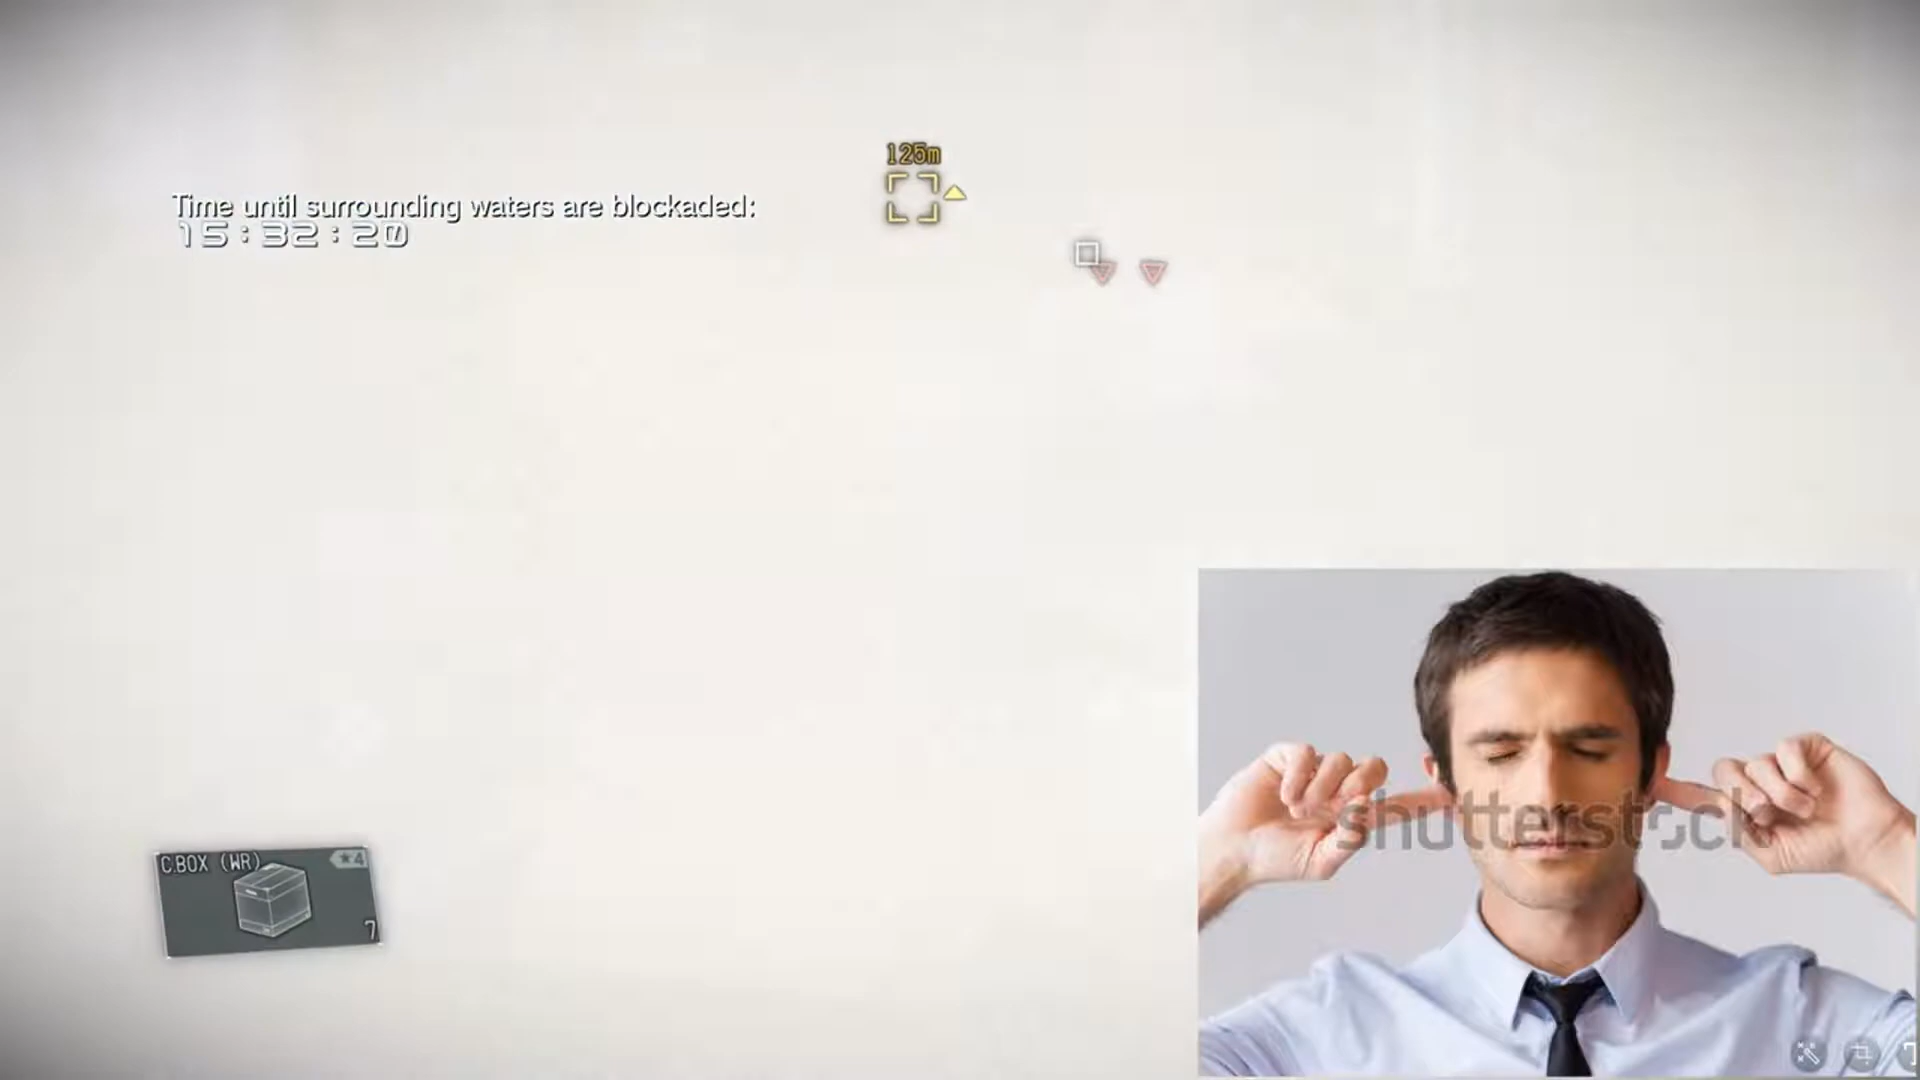 125m
Time until surrounding waters are blockaded:
15:32:20
C.BOX (WR)
★4
7
shutterstock